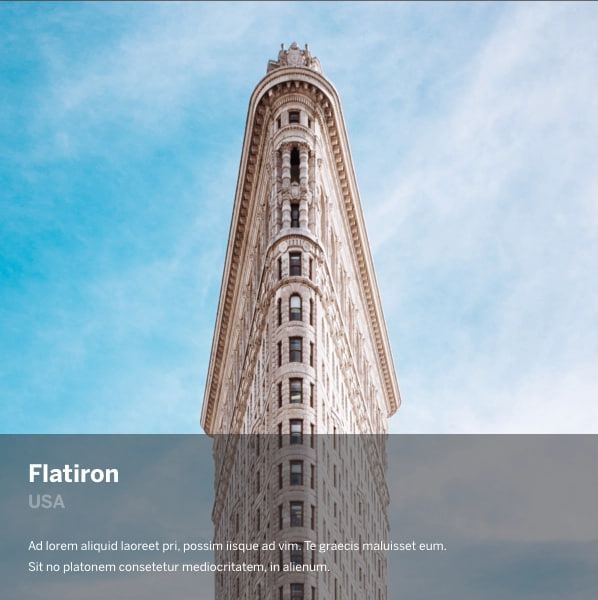 Flatiron
USA
Ad lorem aliquid laoreet pri, possim iisque ad vim. Te graecis maluisset eum.
Sit no platonem consetetur mediocritatem, in alienum.